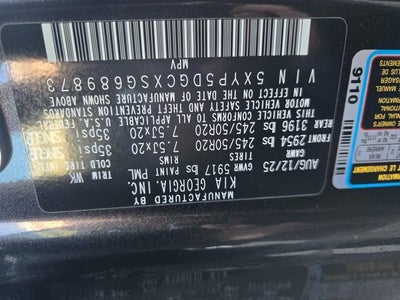 MANUFACTURED BY
KIA GEORGIA, INC.
AUG/12/25 GVWR 5917 lbs PAINT PML WK
GAWR TIRES RIMS COLD TIRE
FRONT 2954 lbs 245/50R20 7.5Jx20 35psi SINGLE
REAR 3196 lbs 245/50R20 7.5Jx20 35psi SINGLE
THIS VEHICLE CONFORMS TO ALL APPLICABLE U.S.A. FEDERAL
MOTOR VEHICLE SAFETY AND THEFT PREVENTION STANDARDS
IN EFFECT ON THE DATE OF MANUFACTURE SHOWN ABOVE
VIN 5XYP5DGCXSG689873
MPV
9110